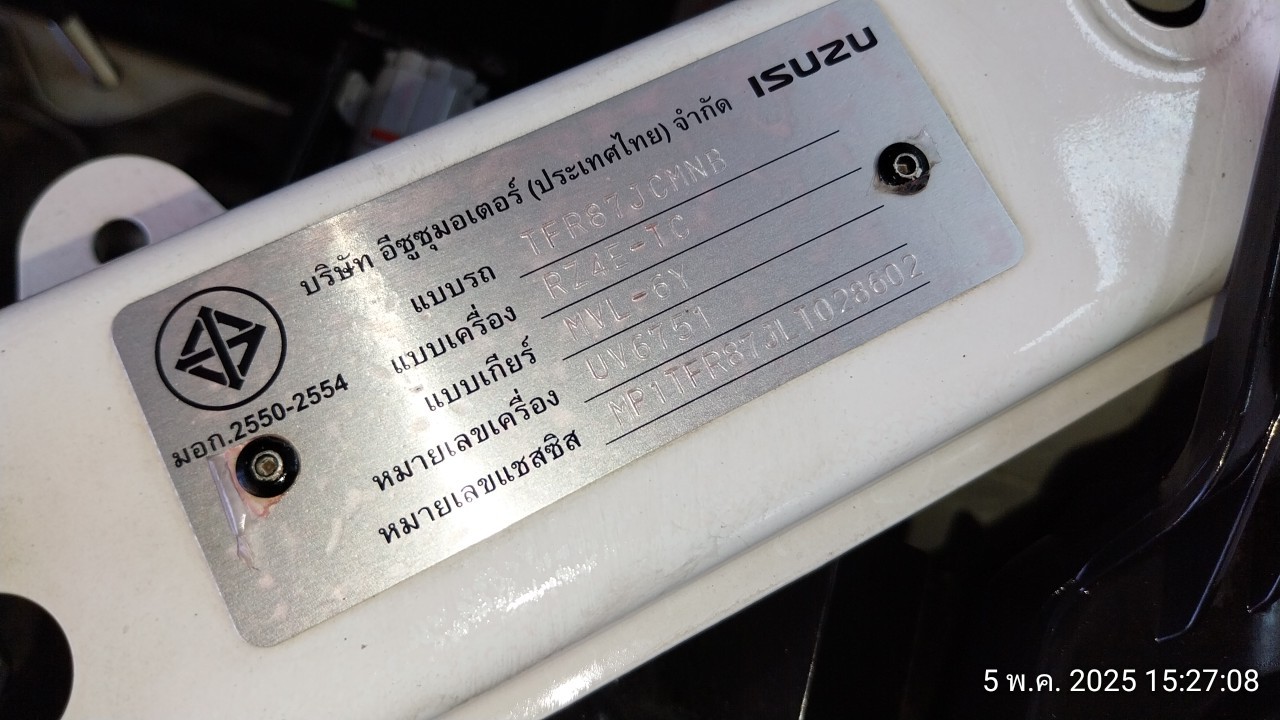 ISUZU
บริษัท อีซูซุมอเตอร์ (ประเทศไทย) จำกัด
แบบรถ TFR87JCMNB
แบบเครื่อง RZ4E-TC
แบบเกียร์ MVL-6Y
หมายเลขเครื่อง UV6751
หมายเลขแชสซิส
มอก.2550-2554
5 พ.ค. 2025 15:27:08